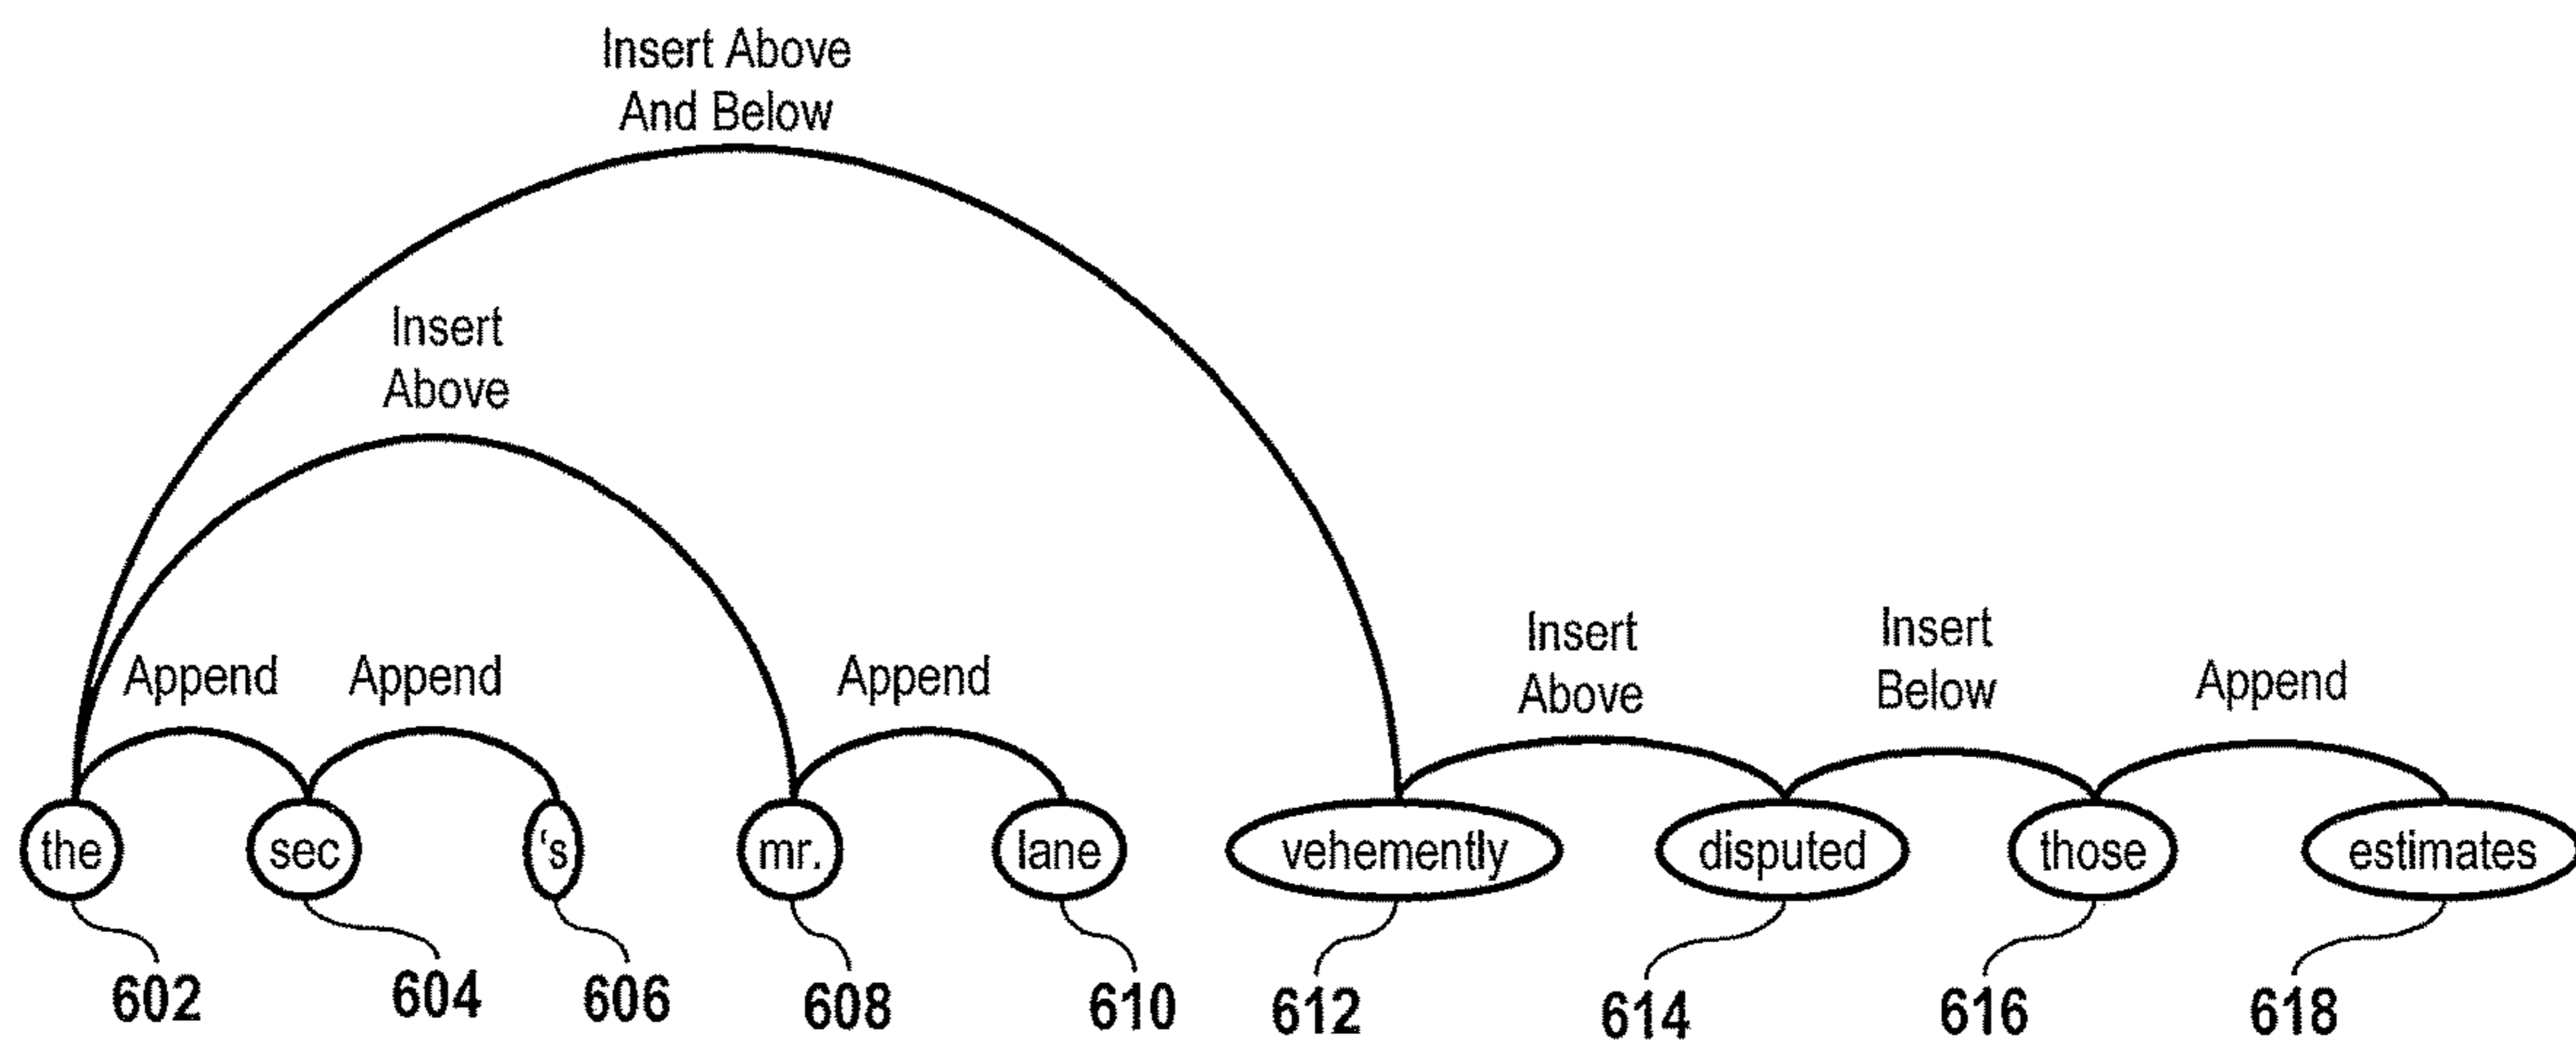 Insert Above
And Below
Insert
Above
Append
Append
Append
Insert
Above
Insert
Below
Append
the
sec
‘s
mr.
lane
vehemently
disputed
those
estimates
602
604
606
608
610
612
614
616
618